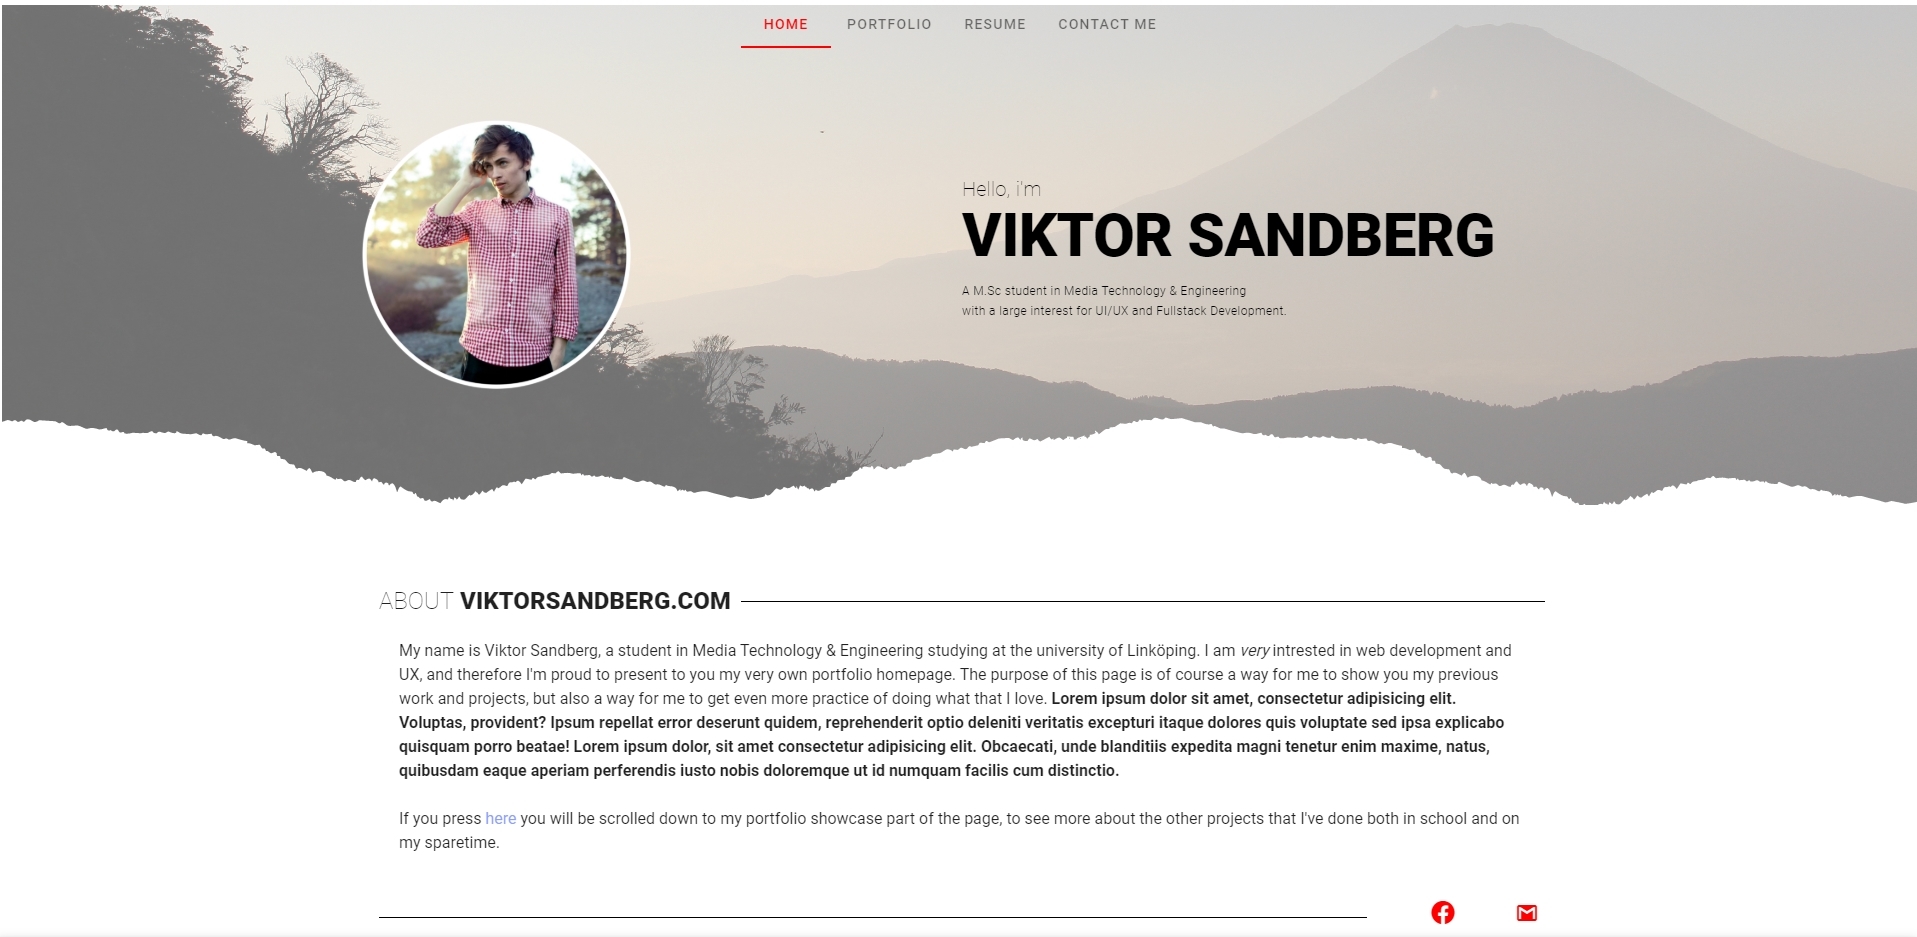 HOME PORTFOLIO RESUME CONTACT ME
Hello, i'm
VIKTOR SANDBERG
A M.Sc student in Media Technology & Engineering
with a large interest for UI/UX and Fullstack Development.
ABOUT VIKTORSANDBERG.COM
My name is Viktor Sandberg, a student in Media Technology & Engineering studying at the university of Linköping. I am very intrested in web development and
UX, and therefore I'm proud to present to you my very own portfolio homepage. The purpose of this page is of course a way for me to show you my previous
work and projects, but also a way for me to get even more practice of doing what that I love. Lorem ipsum dolor sit amet, consectetur adipisicing elit.
Voluptas, provident? Ipsum repellat error deserunt quidem, reprehenderit optio deleniti veritatis excepturi itaque dolores quis voluptate sed ipsa explicabo
quisquam porro beatae! Lorem ipsum dolor, sit amet consectetur adipisicing elit. Obcaecati, unde blanditiis expedita magni tenetur enim maxime, natus,
quibusdam eaque aperiam perferendis iusto nobis doloremque ut id numquam facilis cum distinctio.
If you press here you will be scrolled down to my portfolio showcase part of the page, to see more about the other projects that I've done both in school and on
my sparetime.